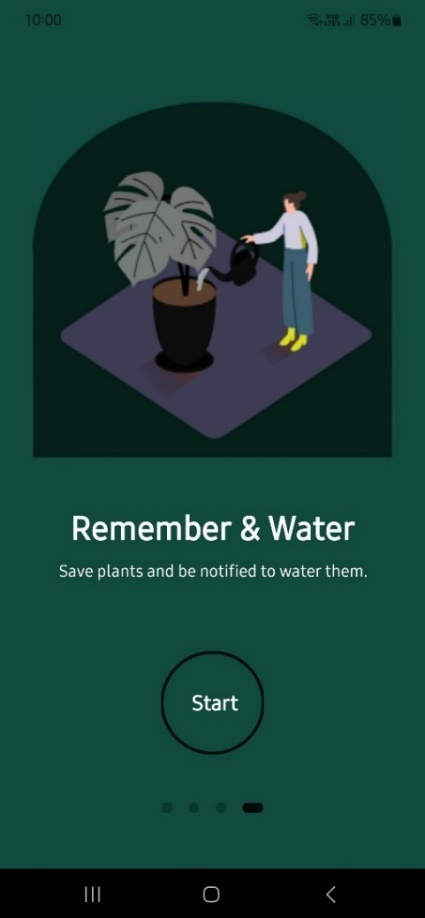 10:00
85%
Remember & Water
Save plants and be notified to water them.
Start